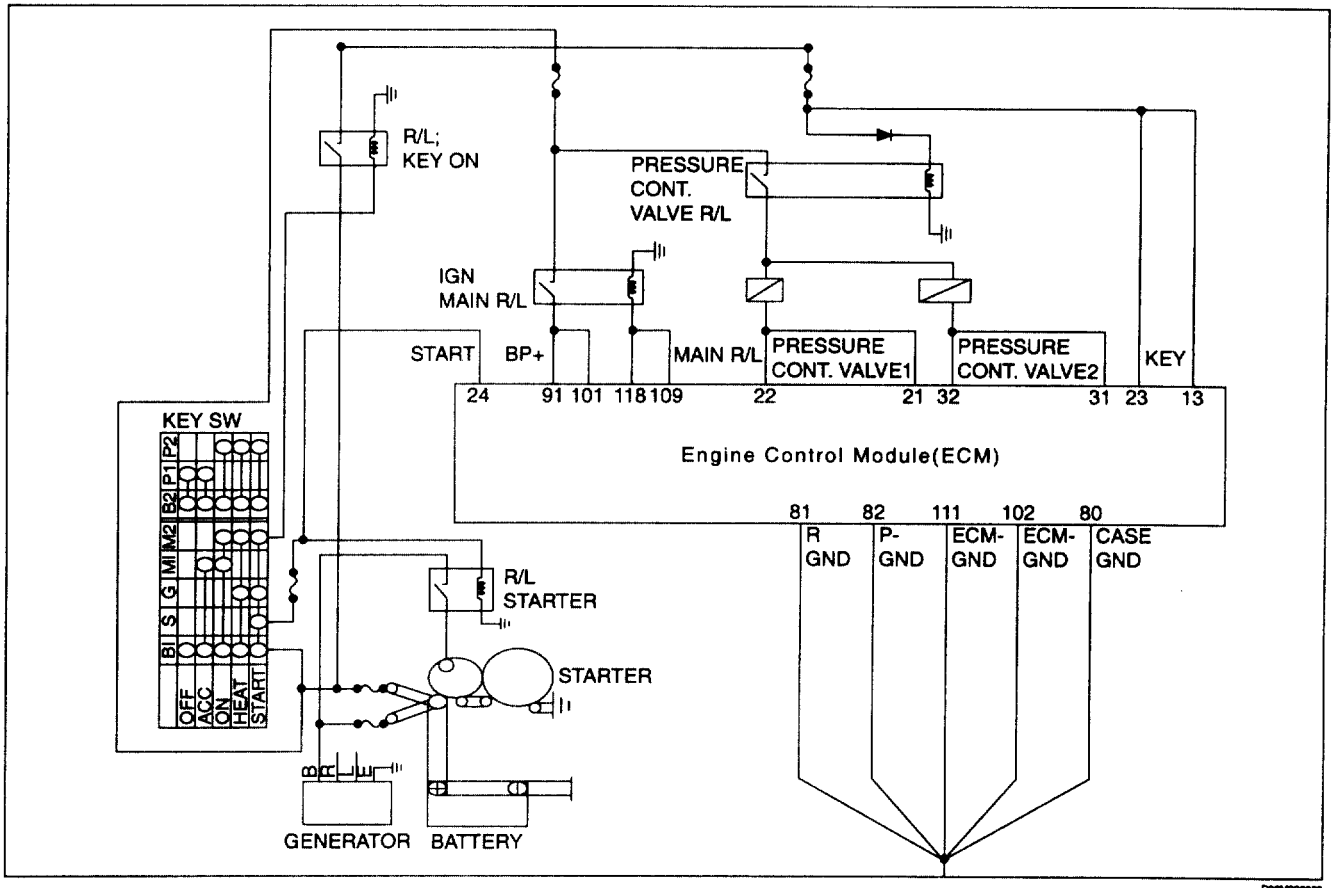 R/L;
KEY ON
PRESSURE
CONT.
VALVE R/L
IGN
MAIN R/L
START
BP+
MAIN R/L
PRESSURE
CONT. VALVE1
PRESSURE
CONT. VALVE2
KEY
24 91 101 118 109 22 21 32 31 23 13
Engine Control Module(ECM)
81 82 111 102 80
R
GND
P-
GND
ECM-
GND
ECM-
GND
CASE
GND
KEY SW
P2
P1
B2
M2
M1
G
S
B1
OFF
ACC
ON
HEAT
START
R/L
STARTER
STARTER
B R L E
GENERATOR
BATTERY